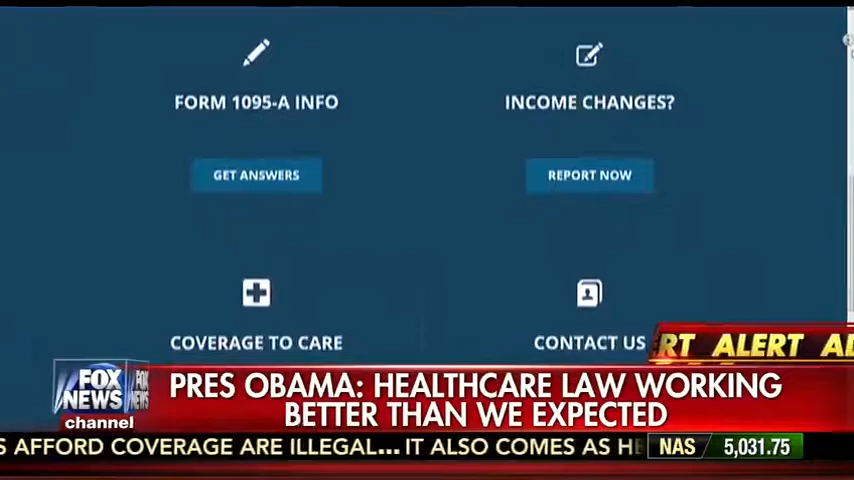 FORM 1095-A INFO
INCOME CHANGES?
GET ANSWERS
REPORT NOW
COVERAGE TO CARE
CONTACT US
RT ALERT
FOX NEWS channel
FOX NEWS
PRES OBAMA: HEALTHCARE LAW WORKING
BETTER THAN WE EXPECTED
AFFORD COVERAGE ARE ILLEGAL... IT ALSO COMES AS
NAS 5,031.75